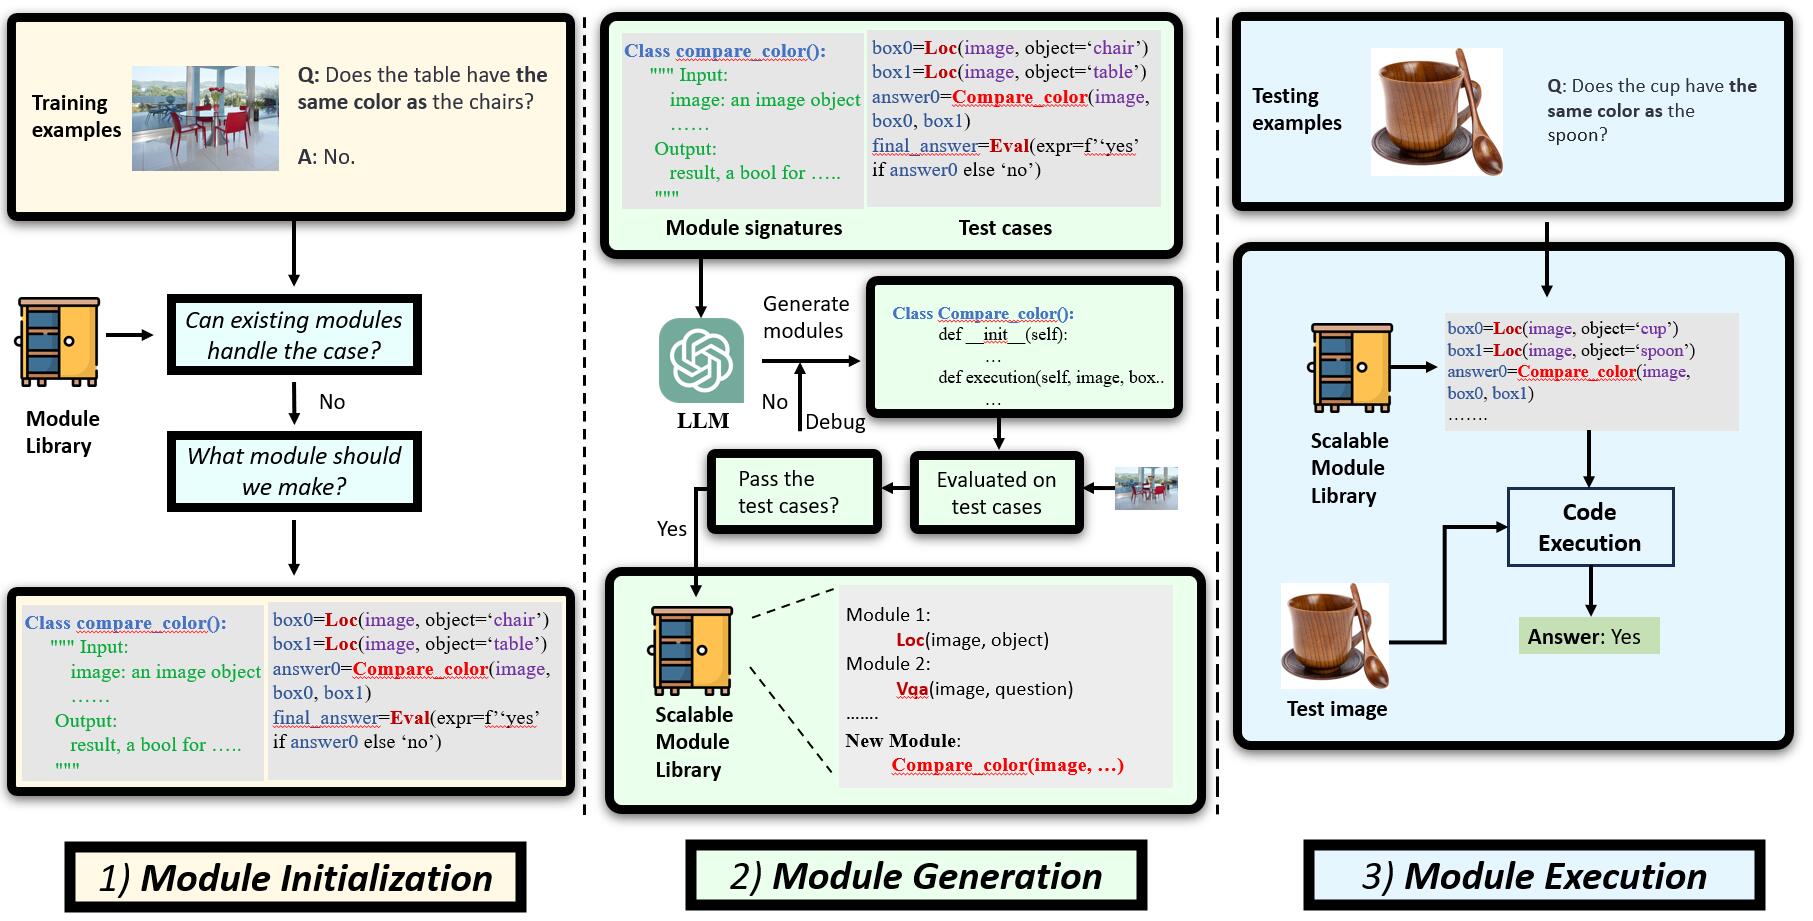 Training
examples
Q: Does the table have the
same color as the chairs?
A: No.
Can existing modules
handle the case?
Module
Library
No
What module should
we make?
Class compare_color():
""" Input:
image: an image object
……
Output:
result, a bool for …..
"""
box0=Loc(image, object=‘chair’)
box1=Loc(image, object=‘table’)
answer0=Compare_color(image,
box0, box1)
final_answer=Eval(expr=f’‘yes’
if answer0 else ‘no’)
1) Module Initialization
Class compare_color():
""" Input:
image: an image object
……
Output:
result, a bool for …..
"""
Module signatures
box0=Loc(image, object=‘chair’)
box1=Loc(image, object=‘table’)
answer0=Compare_color(image,
box0, box1)
final_answer=Eval(expr=f’‘yes’
if answer0 else ‘no’)
Test cases
LLM
Generate
modules
No
Debug
Class Compare_color():
def __init__(self):
…
def execution(self, image, box..
…
Evaluated on
test cases
Pass the
test cases?
Yes
Scalable
Module
Library
Module 1:
Loc(image, object)
Module 2:
Vqa(image, question)
…….
New Module:
Compare_color(image, …)
2) Module Generation
Testing
examples
Q: Does the cup have the
same color as the
spoon?
Scalable
Module
Library
box0=Loc(image, object=‘cup’)
box1=Loc(image, object=‘spoon’)
answer0=Compare_color(image,
box0, box1)
…….
Code
Execution
Answer: Yes
Test image
3) Module Execution